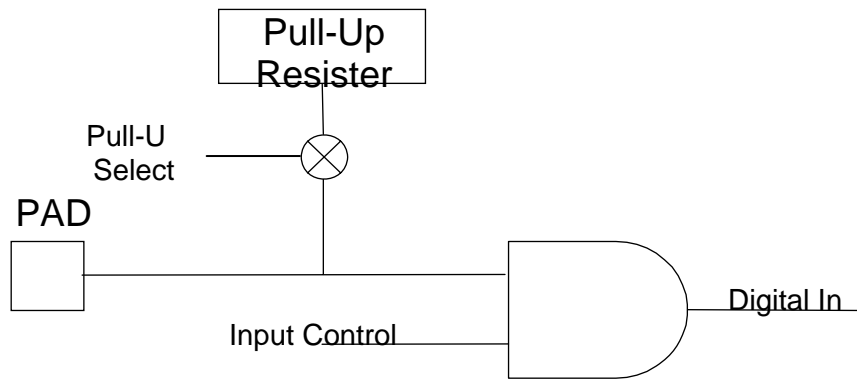 Pull-Up
Resister
Pull-U
Select
PAD
Digital In
Input Control